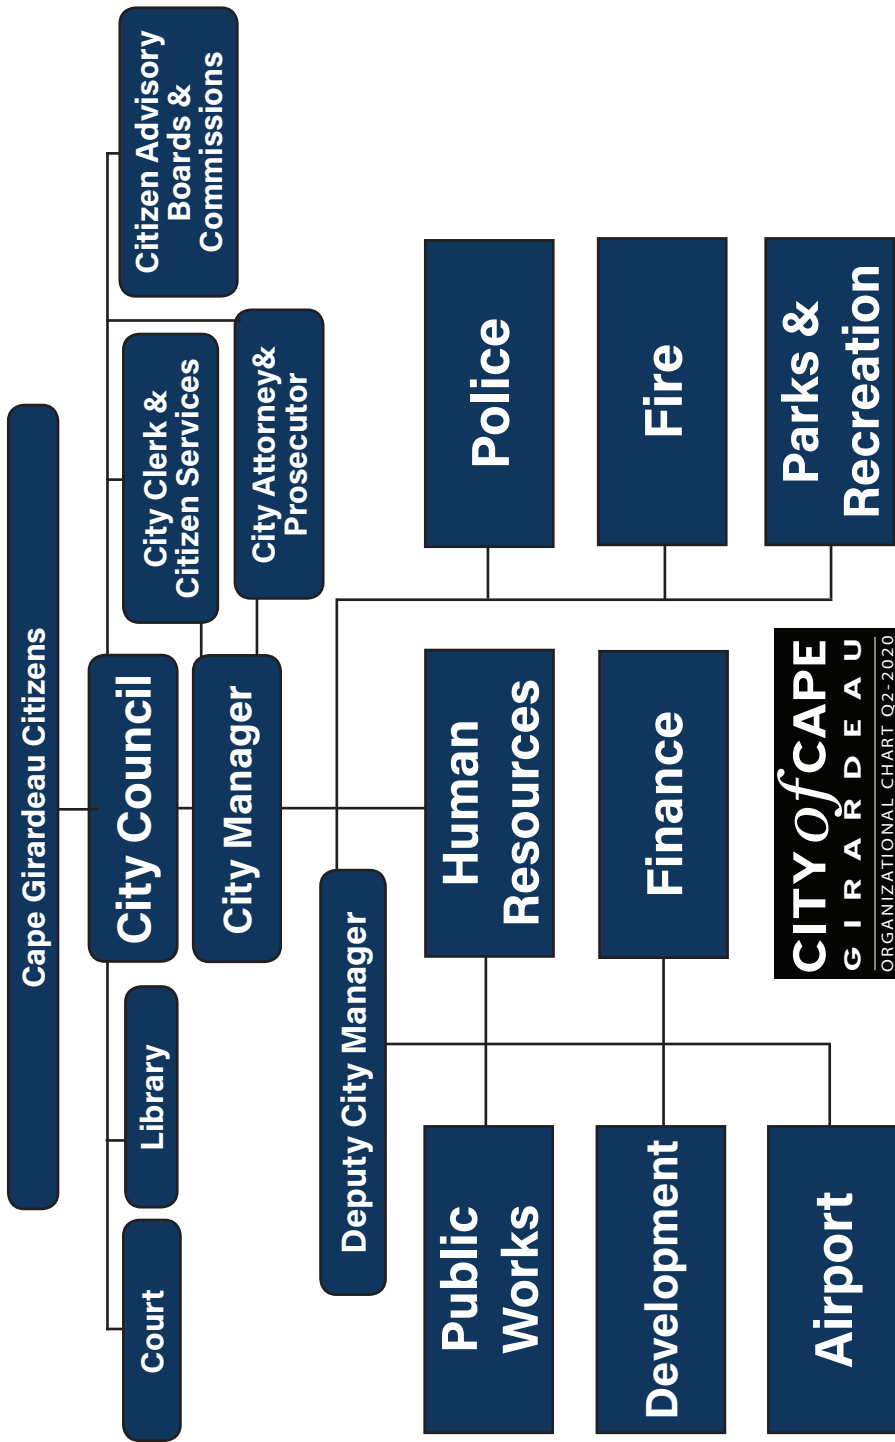 Cape Girardeau Citizens
City Council
Court
Library
City Clerk &
Citizen Services
Citizen Advisory
Boards &
Commissions
City Manager
City Attorney&
Prosecutor
Deputy City Manager
Public
Works
Human
Resources
Police
Development
Finance
Fire
Airport
Parks &
Recreation
CITY of CAPE
GIRARDEAU
ORGANIZATIONAL CHART Q2-2020